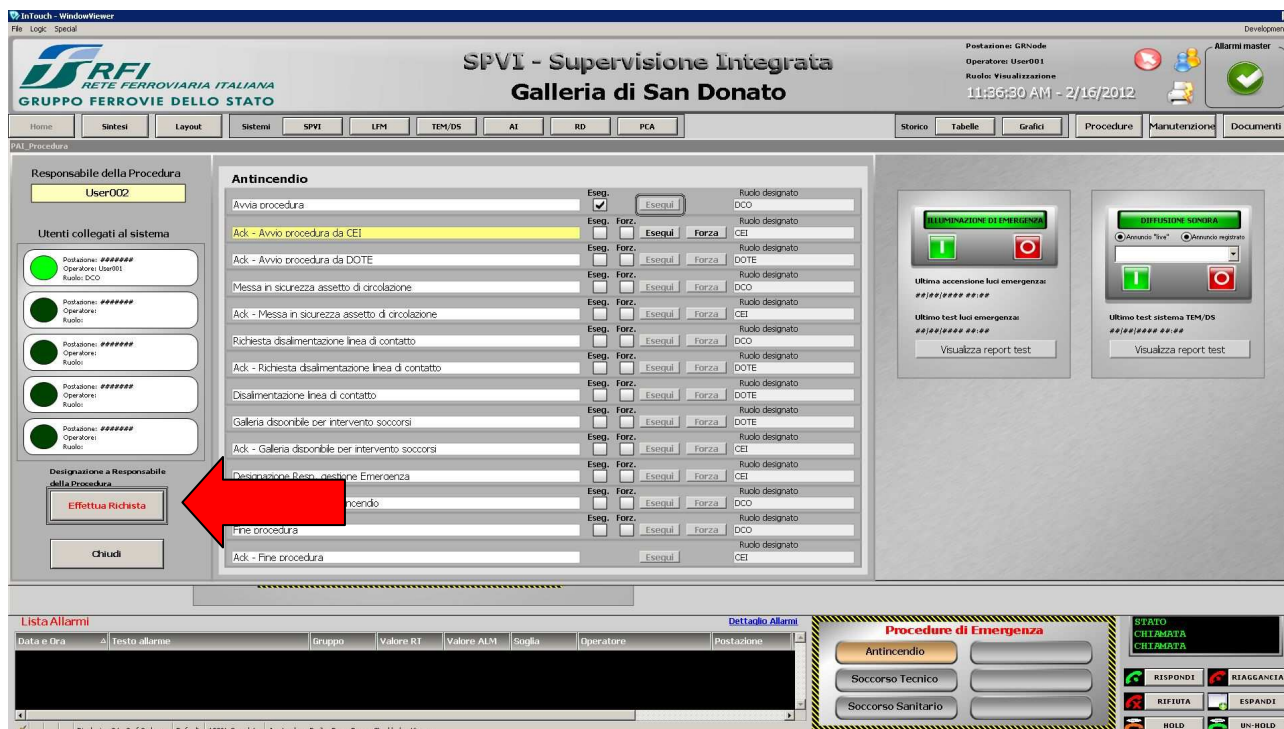 InTouch - WindowViewer
File Logic Special
Development
RFI
RETE FERROVIARIA ITALIANA
GRUPPO FERROVIE DELLO STATO
SPVI - Supervisione Integrata
Galleria di San Donato
Postazione: GRNode
Operatore: User001
Ruolo: Visualizzazione
11:36:30 AM - 2/16/2012
Allarmi master
Home Sintesi Layout Sistemi SPVI LFM TEM/DS AI RD PCA Storico Tabelle Grafici Procedure Manutenzione Documenti
PAI_Procedura
Responsabile della Procedura
User002
Utenti collegati al sistema
Postazione: #######
Operatore: User001
Ruolo: DCO
Postazione: #######
Operatore:
Ruolo:
Postazione: #######
Operatore:
Ruolo:
Postazione: #######
Operatore:
Ruolo:
Postazione: #######
Operatore:
Ruolo:
Designazione a Responsabile
della Procedura
Effettua Richista
Chiudi
Antincendio
Eseg. Ruolo designato
Avvia procedura Esegui DCO
Eseg. Forz. Ruolo designato
Ack - Avvio procedura da CEI Esegui Forza CEI
Eseg. Forz. Ruolo designato
Ack - Avvio procedura da DOTE Esegui Forza DOTE
Eseg. Forz. Ruolo designato
Messa in sicurezza assetto di circolazione Esegui Forza DCO
Eseg. Forz. Ruolo designato
Ack - Messa in sicurezza assetto di circolazione Esegui Forza CEI
Eseg. Forz. Ruolo designato
Richiesta disalimentazione linea di contatto Esegui Forza DCO
Eseg. Forz. Ruolo designato
Ack - Richiesta disalimentazione linea di contatto Esegui Forza DOTE
Eseg. Forz. Ruolo designato
Disalimentazione linea di contatto Esegui Forza DOTE
Eseg. Forz. Ruolo designato
Galleria disponibile per intervento soccorsi Esegui Forza DOTE
Eseg. Forz. Ruolo designato
Ack - Galleria disponibile per intervento soccorsi Esegui Forza CEI
Eseg. Forz. Ruolo designato
Designazione Resp. gestione Emergenza Esegui Forza CEI
Eseg. Forz. Ruolo designato
ncendio Esegui Forza DCO
Eseg. Forz. Ruolo designato
Fine procedura Esegui Forza DCO
Ruolo designato
Ack - Fine procedura Esegui CEI
ILLUMINAZIONE DI EMERGENZA
Ultima accensione luci emergenza:
##/##/#### ##:##
Ultimo test luci emergenza:
##/##/#### ##:##
Visualizza report test
DIFFUSIONE SONORA
Annuncio "live" Annuncio registrato
Ultimo test sistema TEM/DS
##/##/#### ##:##
Visualizza report test
Lista Allarmi
Dettaglio Allarmi
Data e Ora Testo allarme Gruppo Valore RT Valore ALM Soglia Operatore Postazione
Procedure di Emergenza
Antincendio
Soccorso Tecnico
Soccorso Sanitario
STATO
CHIAMATA
CHIAMATA
RISPONDI RIAGGANCIA
RIFIUTA ESPANDI
HOLD UN-HOLD